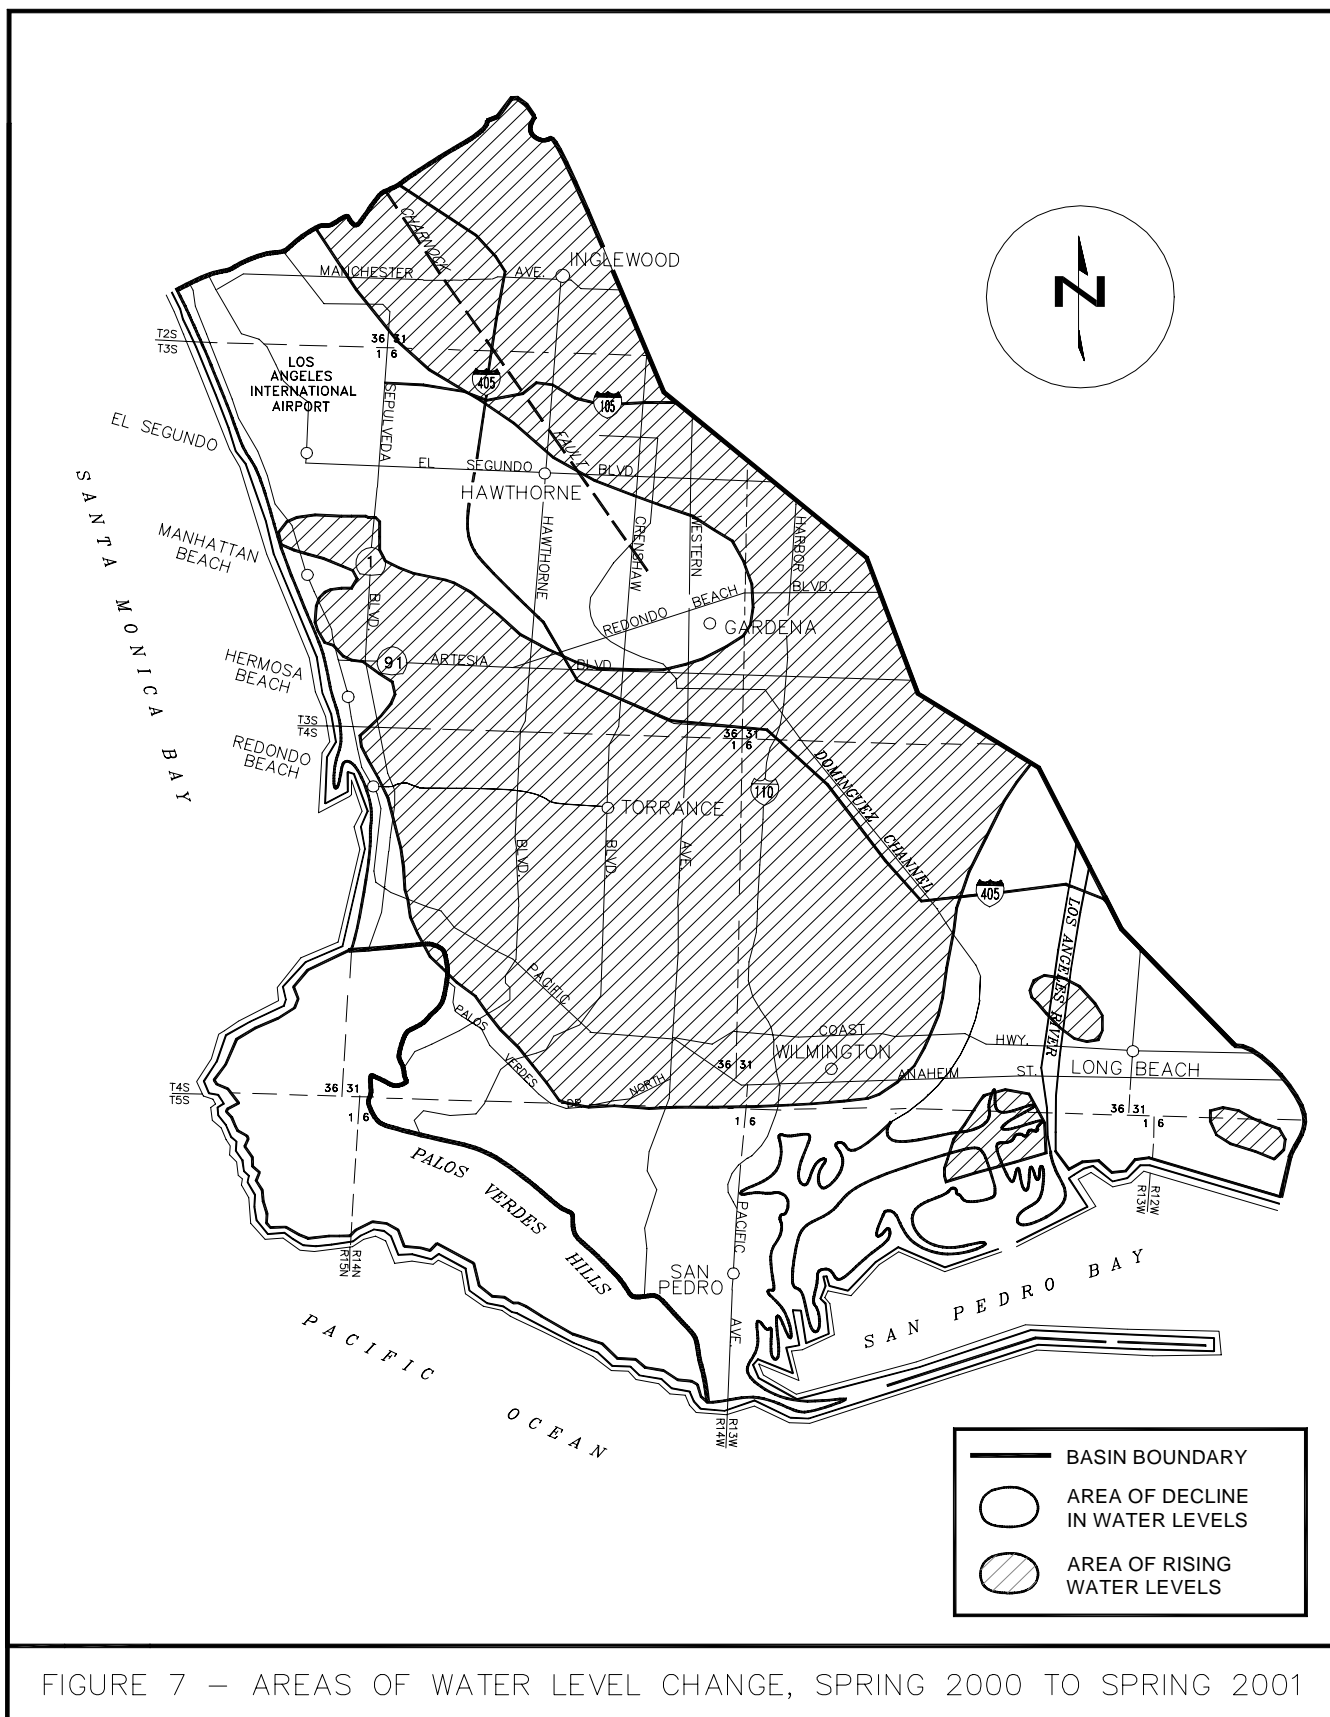 CHARNOCK
INGLEWOOD
MANCHESTER AVE.
T2S
T3S
36 31
1 6
LOS
ANGELES
INTERNATIONAL
AIRPORT
405
105
N
SEPULVEDA
EL SEGUNDO
FAULT
EL SEGUNDO BLVD.
HAWTHORNE
SANTA MONICA BAY
MANHATTAN
BEACH
HAWTHORNE
CRENSHAW
WESTERN
HARBOR
1
BLVD.
REDONDO BEACH BLVD.
GARDENA
HERMOSA
BEACH
91
ARTESIA BLVD.
T3S
T4S
36 31
1 6
REDONDO
BEACH
DOMINGUEZ CHANNEL
110
TORRANCE
BLVD.
BLVD.
AVE.
405
LOS ANGELES RIVER
PACIFIC COAST HWY.
PALOS VERDES DR. NORTH
WILMINGTON
36 31
1 6
ANAHEIM ST.
LONG BEACH
T4S
T5S
36 31
1 6
36 31
1 6
PALOS VERDES HILLS
R12W
R13W
PACIFIC AVE.
R14N
R15N
SAN
PEDRO
SAN PEDRO BAY
PACIFIC OCEAN
R13W
R14W
BASIN BOUNDARY
AREA OF DECLINE
IN WATER LEVELS
AREA OF RISING
WATER LEVELS
FIGURE 7 – AREAS OF WATER LEVEL CHANGE, SPRING 2000 TO SPRING 2001